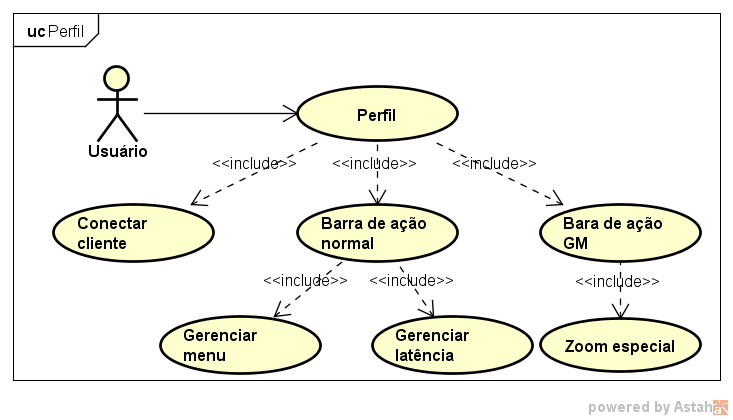 uc Perfil
Usuário
Perfil
<<include>> <<include>> <<include>>
Conectar
cliente
Barra de ação
normal
Bara de ação
GM
<<include>> <<include>> <<include>>
Gerenciar
menu
Gerenciar
latência
Zoom especial
powered by Astah